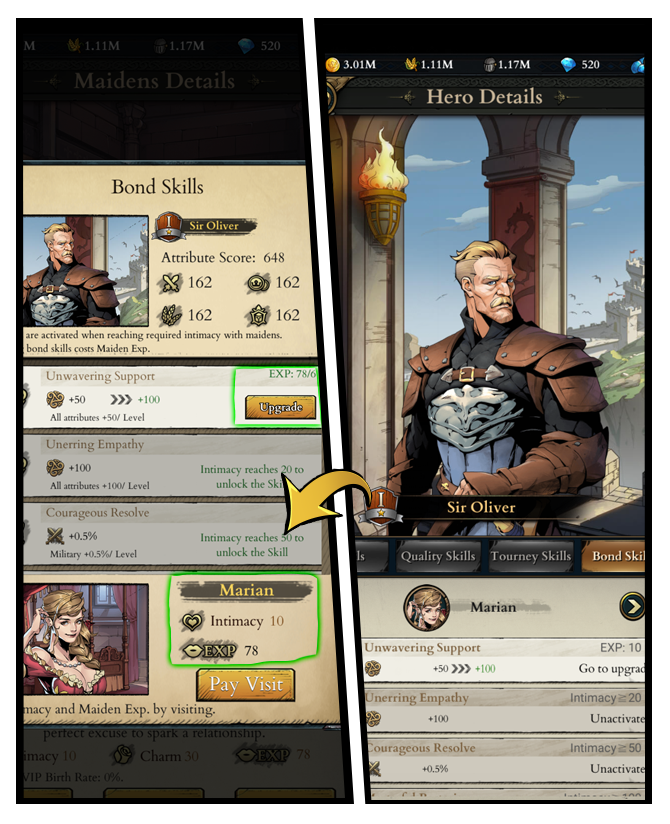 M 1.11M 1.17M 520
Maidens Details
Bond Skills
I
Sir Oliver
Attribute Score: 648
162 162
162 162
are activated when reaching required intimacy with maidens.
bond skills costs Maiden Exp.
Unwavering Support
EXP: 78/6
+50 +100
Upgrade
All attributes +50/ Level
Unerring Empathy
+100
Intimacy reaches 20 to
unlock the
All attributes +100/ Level
Courageous Resolve
+0.5%
Intimacy reaches 50 to
unlock the Skill
Military +0.5%/ Level
Marian
Intimacy 10
EXP 78
Pay Visit
macy and Maiden Exp. by visiting.
perfect excuse to spark a relationship.
imacy 10 Charm 30 EXP 78
VIP Birth Rate: 0%.
3.01M 1.11M 1.17M 520
Hero Details
I
Sir Oliver
ls Quality Skills Tourney Skills Bond Skil
Marian
Unwavering Support EXP: 10
+50 +100 Go to upgrad
Unerring Empathy Intimacy≥20
+100 Unactivate
Courageous Resolve Intimacy≥50
+0.5% Unactivate